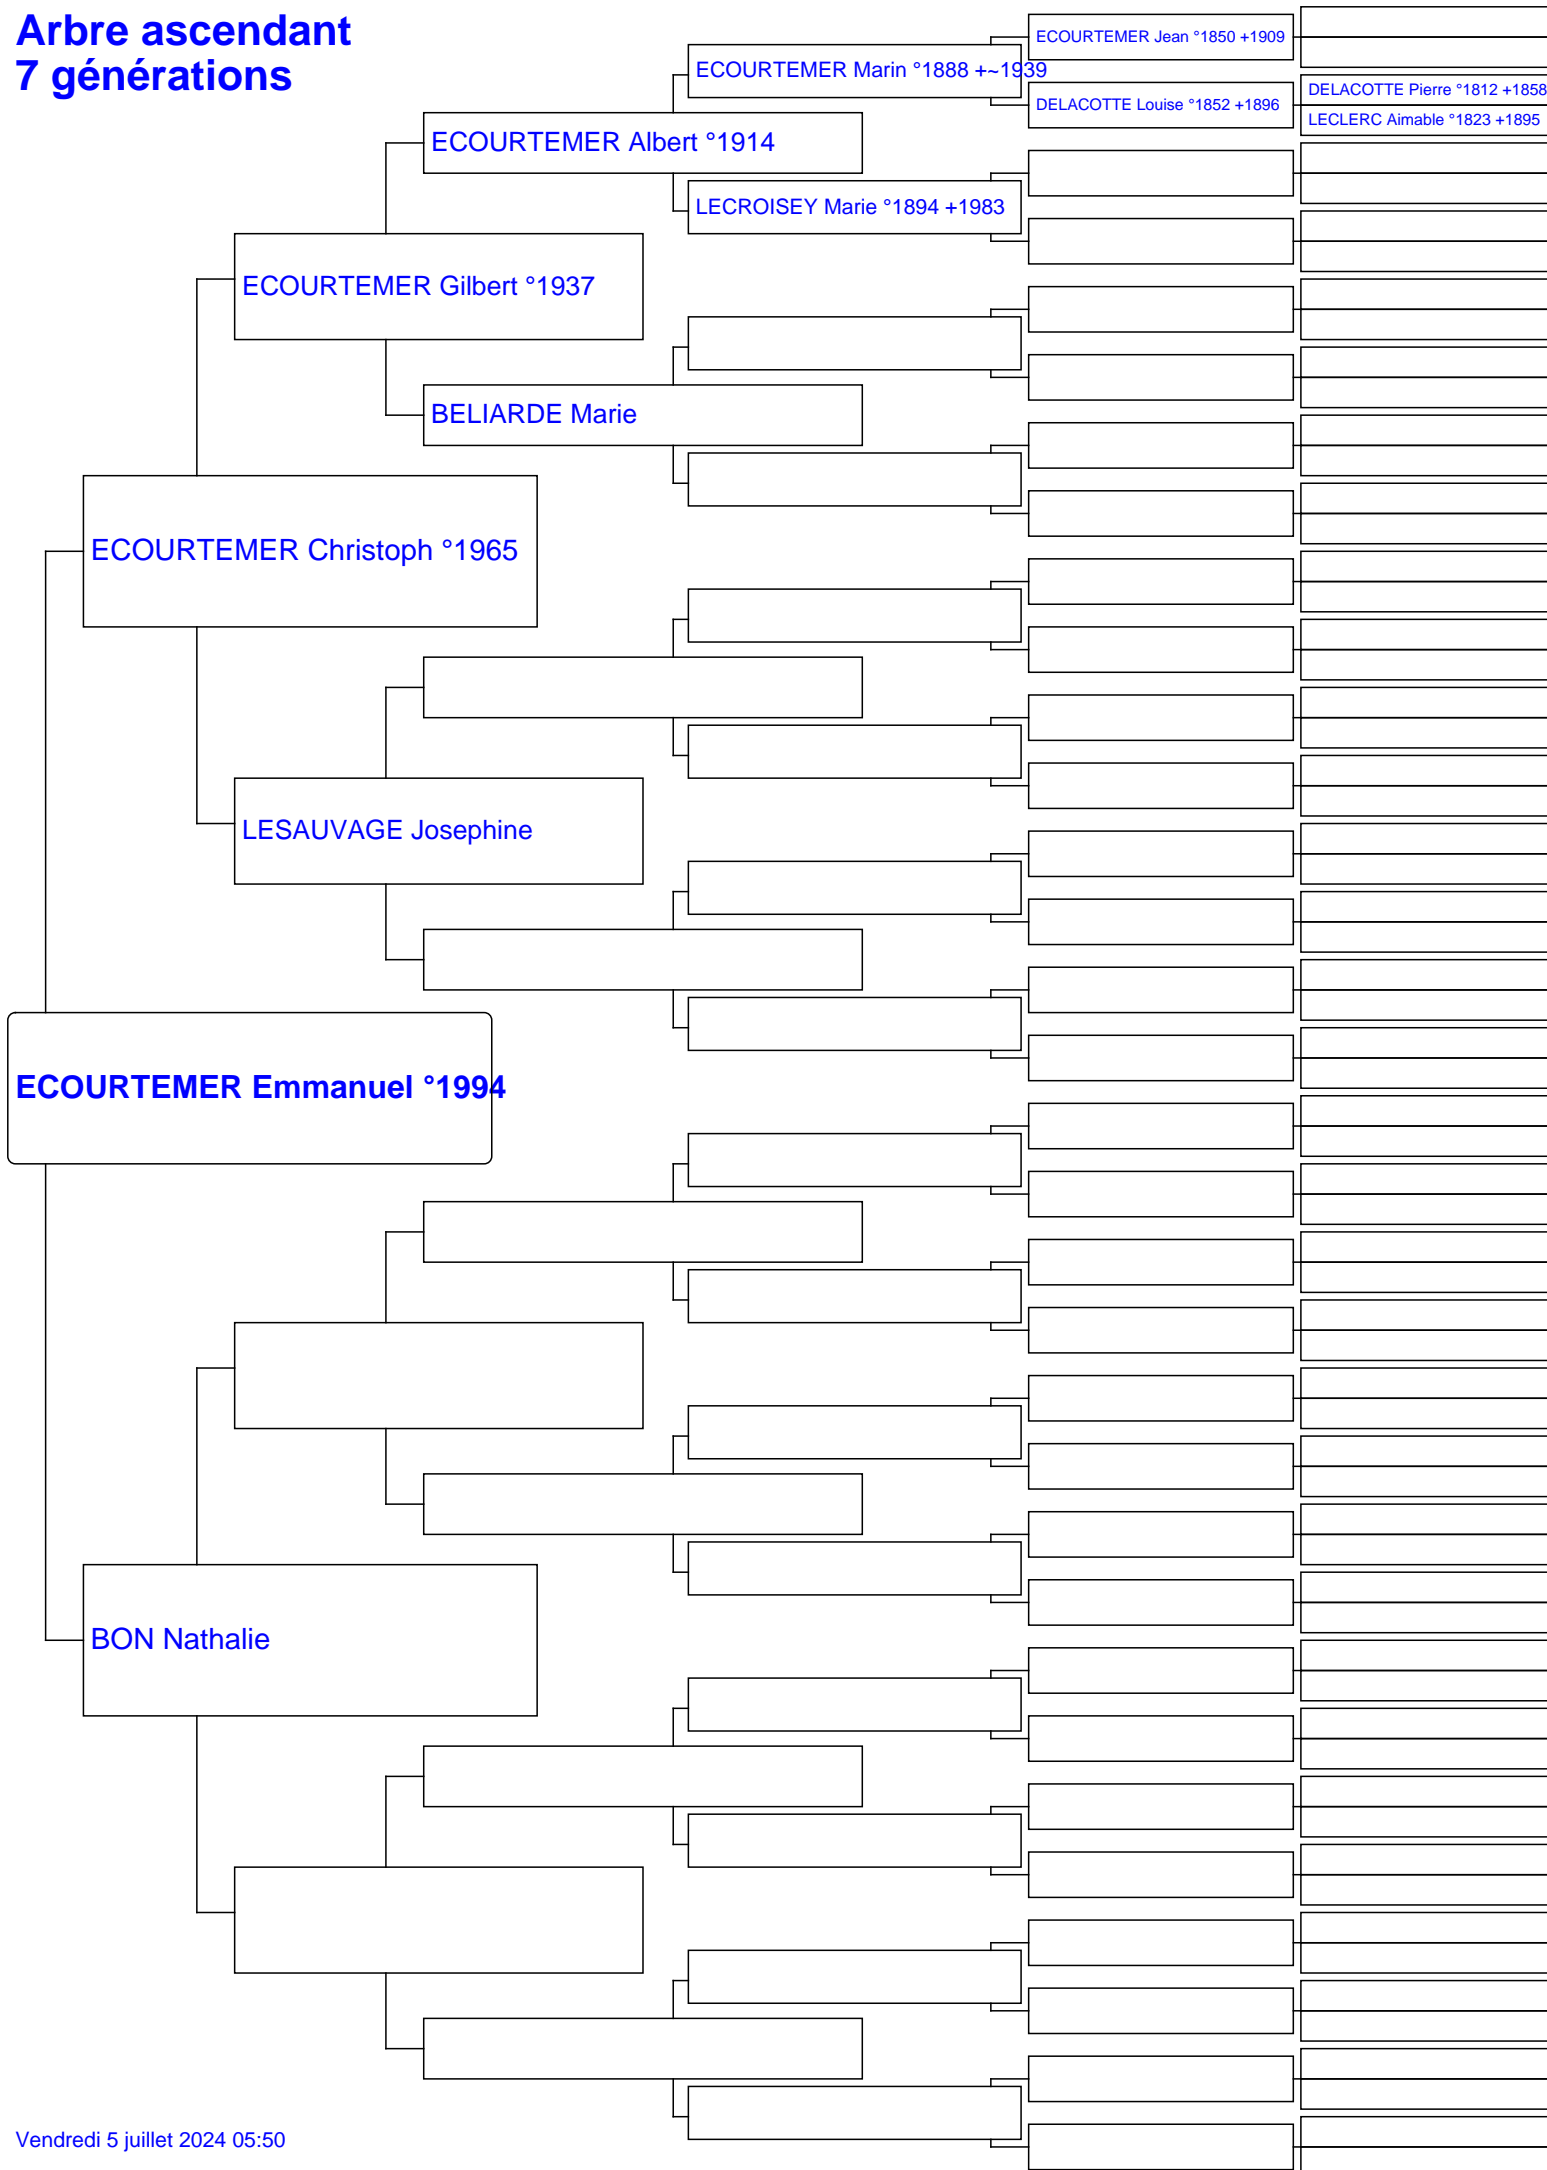 Arbre ascendant
7 générations
ECOURTEMER Jean °1850 +1909
ECOURTEMER Marin °1888 +~1939
DELACOTTE Pierre °1812 +1858
DELACOTTE Louise °1852 +1896
LECLERC Aimable °1823 +1895
ECOURTEMER Albert °1914
LECROISEY Marie °1894 +1983
ECOURTEMER Gilbert °1937
BELIARDE Marie
ECOURTEMER Christoph °1965
LESAUVAGE Josephine
ECOURTEMER Emmanuel °1994
BON Nathalie
Vendredi 5 juillet 2024 05:50